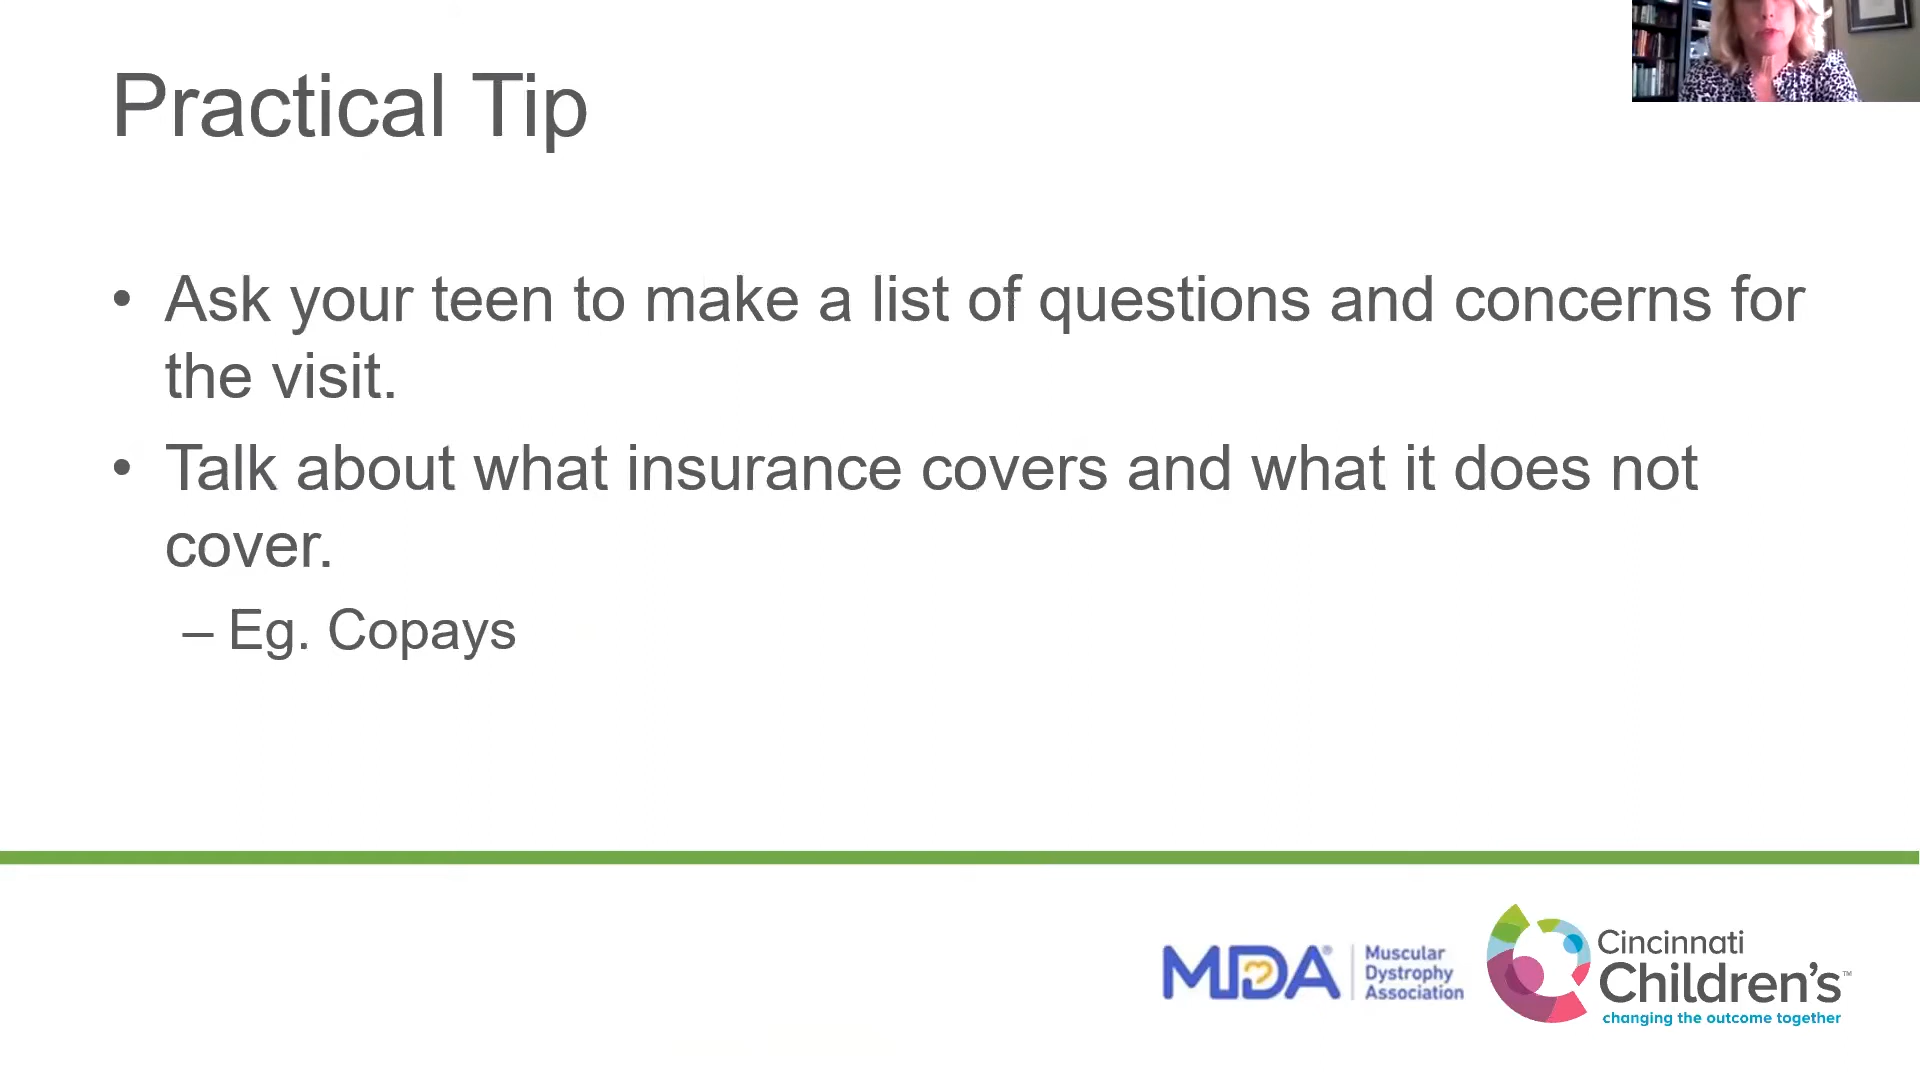 Practical Tip
• Ask your teen to make a list of questions and concerns for
the visit.
• Talk about what insurance covers and what it does not
cover.
– Eg. Copays
MDA® Muscular
Dystrophy
Association
Cincinnati
Children's™
changing the outcome together